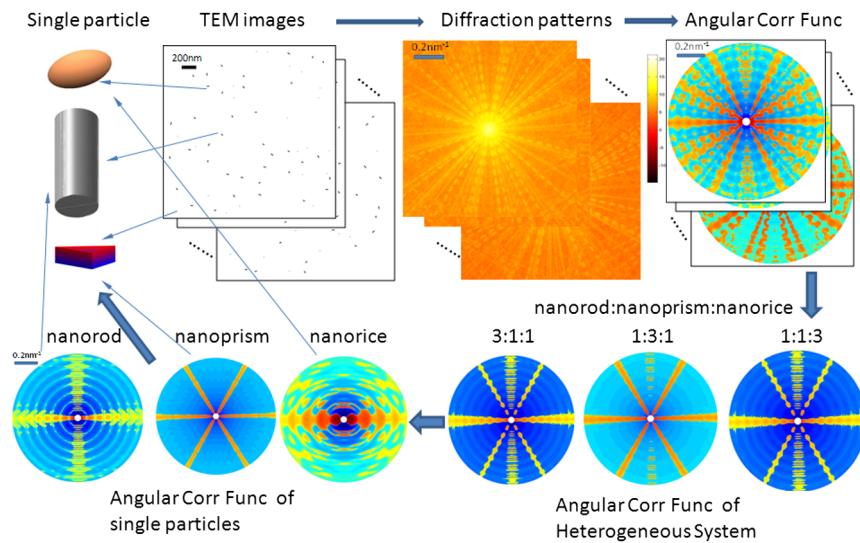 Single particle
TEM images
Diffraction patterns
Angular Corr Func
200nm
0.2nm⁻¹
0.2nm⁻¹
nanorod:nanoprism:nanorice
nanorod
nanoprism
nanorice
3:1:1
1:3:1
1:1:3
0.2nm⁻¹
Angular Corr Func of
single particles
Angular Corr Func of
Heterogeneous System